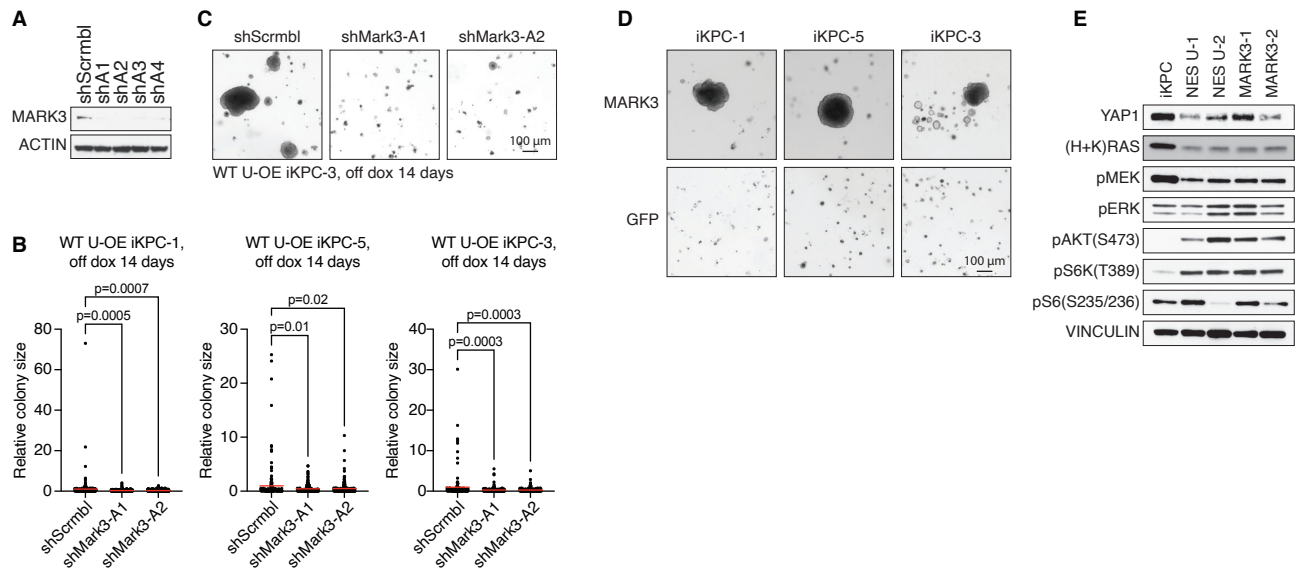 A
shScrmbl
shA1
shA2
shA3
shA4
MARK3
ACTIN
C
shScrmbl shMark3-A1 shMark3-A2
100 µm
WT U-OE iKPC-3, off dox 14 days
B
WT U-OE iKPC-1,
off dox 14 days
p=0.0007
p=0.0005
Relative colony size
80
60
40
20
0
shScrmbl
shMark3-A1
shMark3-A2
WT U-OE iKPC-5,
off dox 14 days
p=0.02
p=0.01
Relative colony size
30
20
10
0
shScrmbl
shMark3-A1
shMark3-A2
WT U-OE iKPC-3,
off dox 14 days
p=0.0003
p=0.0003
Relative colony size
40
30
20
10
0
shScrmbl
shMark3-A1
shMark3-A2
D
iKPC-1 iKPC-5 iKPC-3
MARK3
GFP
100 µm
E
iKPC
NES U-1
NES U-2
MARK3-1
MARK3-2
YAP1
(H+K)RAS
pMEK
pERK
pAKT(S473)
pS6K(T389)
pS6(S235/236)
VINCULIN